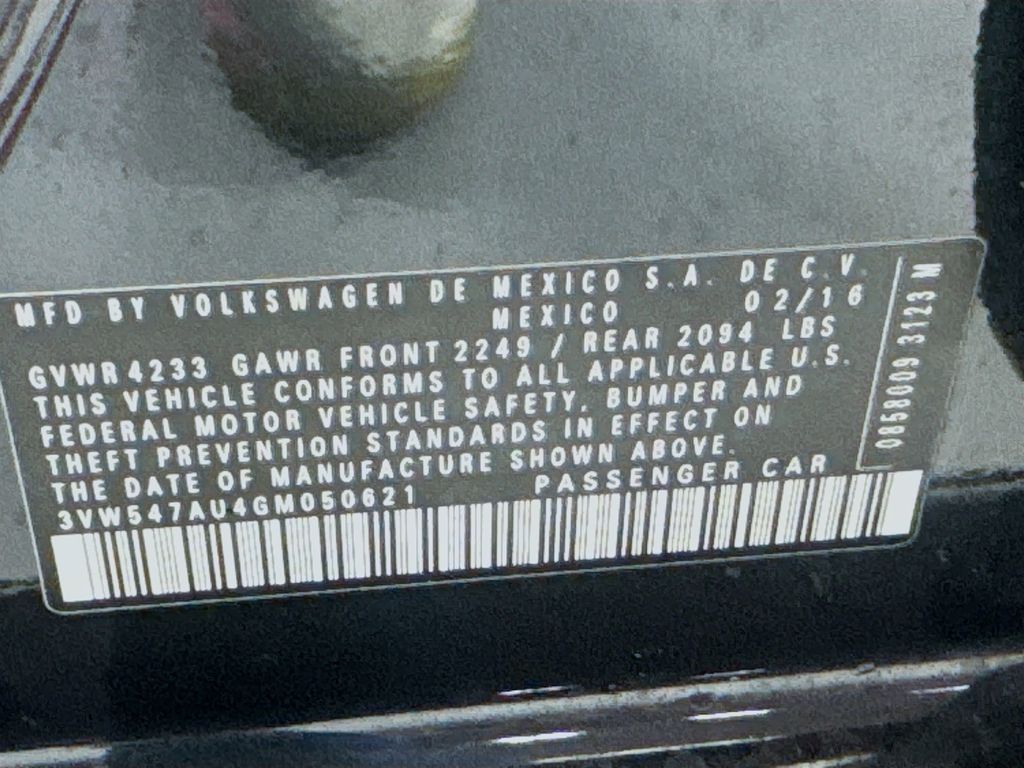 MFD BY VOLKSWAGEN DE MEXICO S.A. DE C.V.
MEXICO 02/16
GVWR 4233 GAWR FRONT 2249 / REAR 2094 LBS
THIS VEHICLE CONFORMS TO ALL APPLICABLE U.S.
FEDERAL MOTOR VEHICLE SAFETY, BUMPER AND
THEFT PREVENTION STANDARDS IN EFFECT ON
THE DATE OF MANUFACTURE SHOWN ABOVE.
3VW547AU4GM050621 PASSENGER CAR
0858009 3123 M